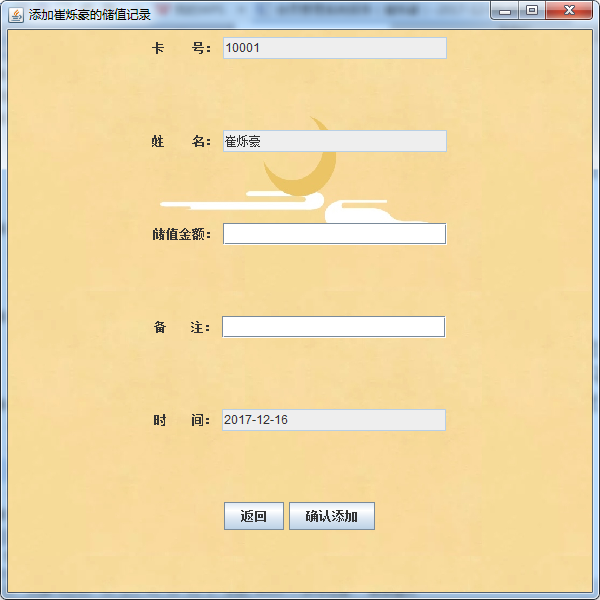 添加崔烁豪的储值记录
卡 号： 10001
姓 名： 崔烁豪
储值金额：
备 注：
时 间： 2017-12-16
返回 确认添加